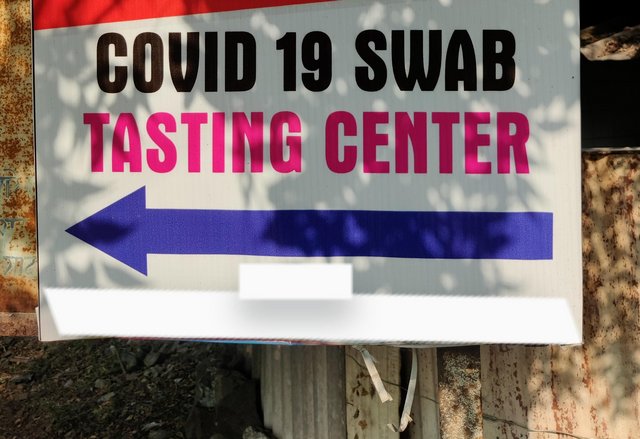 COVID 19 SWAB
TASTING CENTER